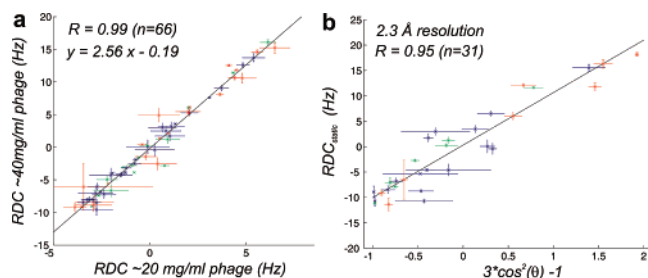 a
R = 0.99 (n=66)
y = 2.56 x - 0.19
RDC ~40mg/ml phage (Hz)
20
15
10
5
0
-5
-10
-5
0
5
RDC ~20 mg/ml phage (Hz)
b
2.3 Å resolution
R = 0.95 (n=31)
RDCstatic (Hz)
25
20
15
10
5
0
-5
-10
-15
-20
-1
-0.5
0
0.5
1
1.5
2
3*cos²(θ) -1